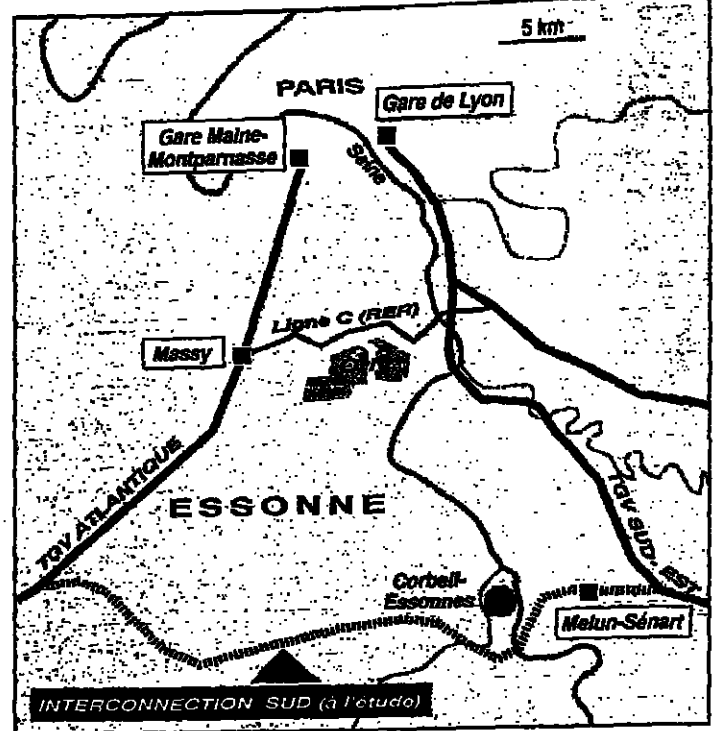 5 km
PARIS
Gare de Lyon
Gare Maine-
Montparnasse
Seine
Ligne C (RER)
Massy
TGV ATLANTIQUE
ESSONNE
TGV SUD-EST
Corbeil-
Essonnes
Melun-Sénart
INTERCONNECTION SUD (à l'étude)